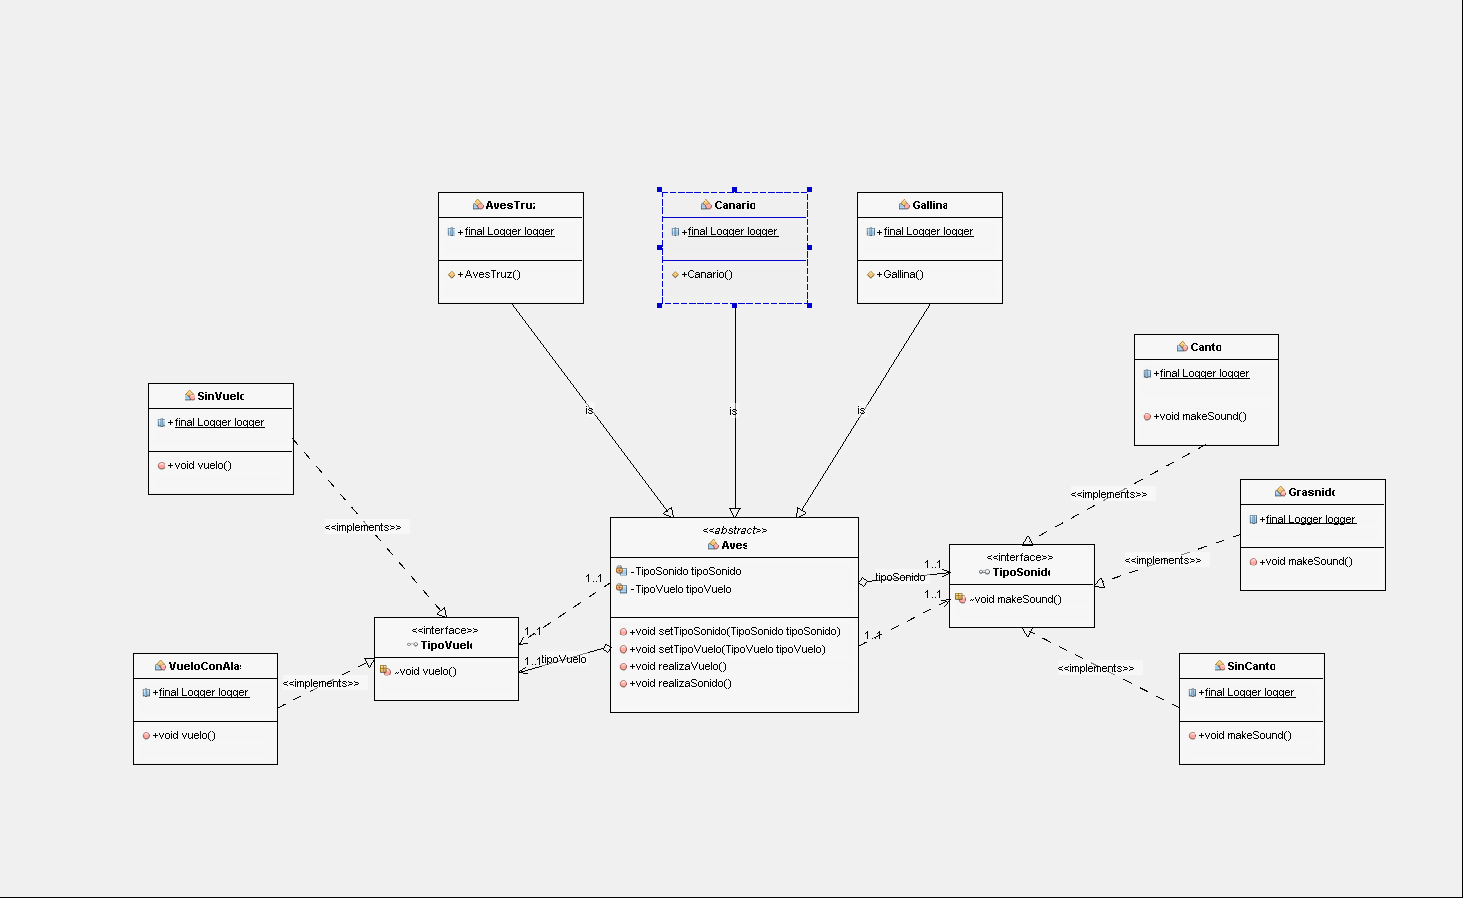 AvesTruz
+final Logger logger
+AvesTruz()
Canario
+final Logger logger
+Canario()
Gallina
+final Logger logger
+Gallina()
Canto
+final Logger logger
+void makeSound()
SinVuelo
+final Logger logger
+void vuelo()
is
is
is
Grasnido
+final Logger logger
+void makeSound()
<<implements>>
<<implements>>
<<implements>>
<<abstract>>
Aves
-TipoSonido tipoSonido
-TipoVuelo tipoVuelo
+void setTipoSonido(TipoSonido tipoSonido)
+void setTipoVuelo(TipoVuelo tipoVuelo)
+void realizaVuelo()
+void realizaSonido()
1..1
tipoSonido
1..1
1..1
<<interface>>
TipoSonido
~void makeSound()
1..1
1..1
1..1
tipoVuelo
<<interface>>
TipoVuelo
~void vuelo()
<<implements>>
<<implements>>
VueloConAlas
+final Logger logger
+void vuelo()
SinCanto
+final Logger logger
+void makeSound()